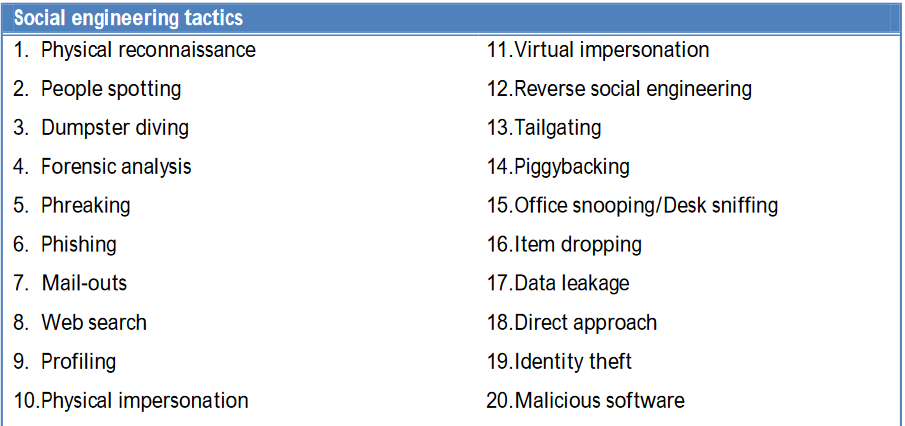 Social engineering tactics
1. Physical reconnaissance
2. People spotting
3. Dumpster diving
4. Forensic analysis
5. Phreaking
6. Phishing
7. Mail-outs
8. Web search
9. Profiling
10.Physical impersonation
11.Virtual impersonation
12.Reverse social engineering
13.Tailgating
14.Piggybacking
15.Office snooping/Desk sniffing
16.Item dropping
17.Data leakage
18.Direct approach
19.Identity theft
20.Malicious software